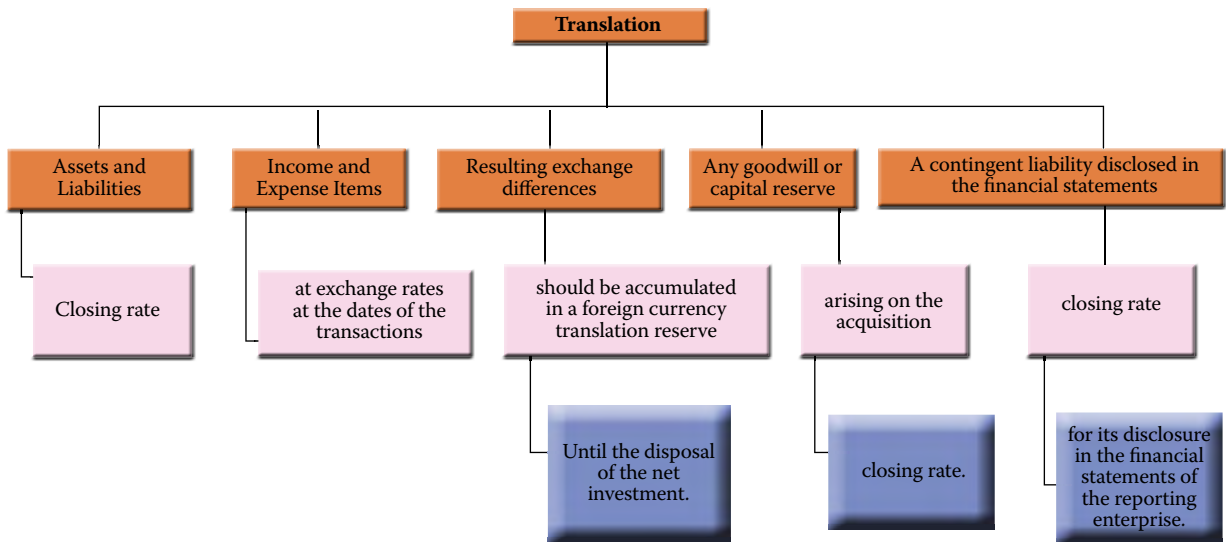 Translation
Assets and
Liabilities
Income and
Expense Items
Resulting exchange
differences
Any goodwill or
capital reserve
A contingent liability disclosed in
the financial statements
Closing rate
at exchange rates
at the dates of the
transactions
should be accumulated
in a foreign currency
translation reserve
arising on the
acquisition
closing rate
Until the disposal
of the net
investment.
closing rate.
for its disclosure
in the financial
statements of
the reporting
enterprise.